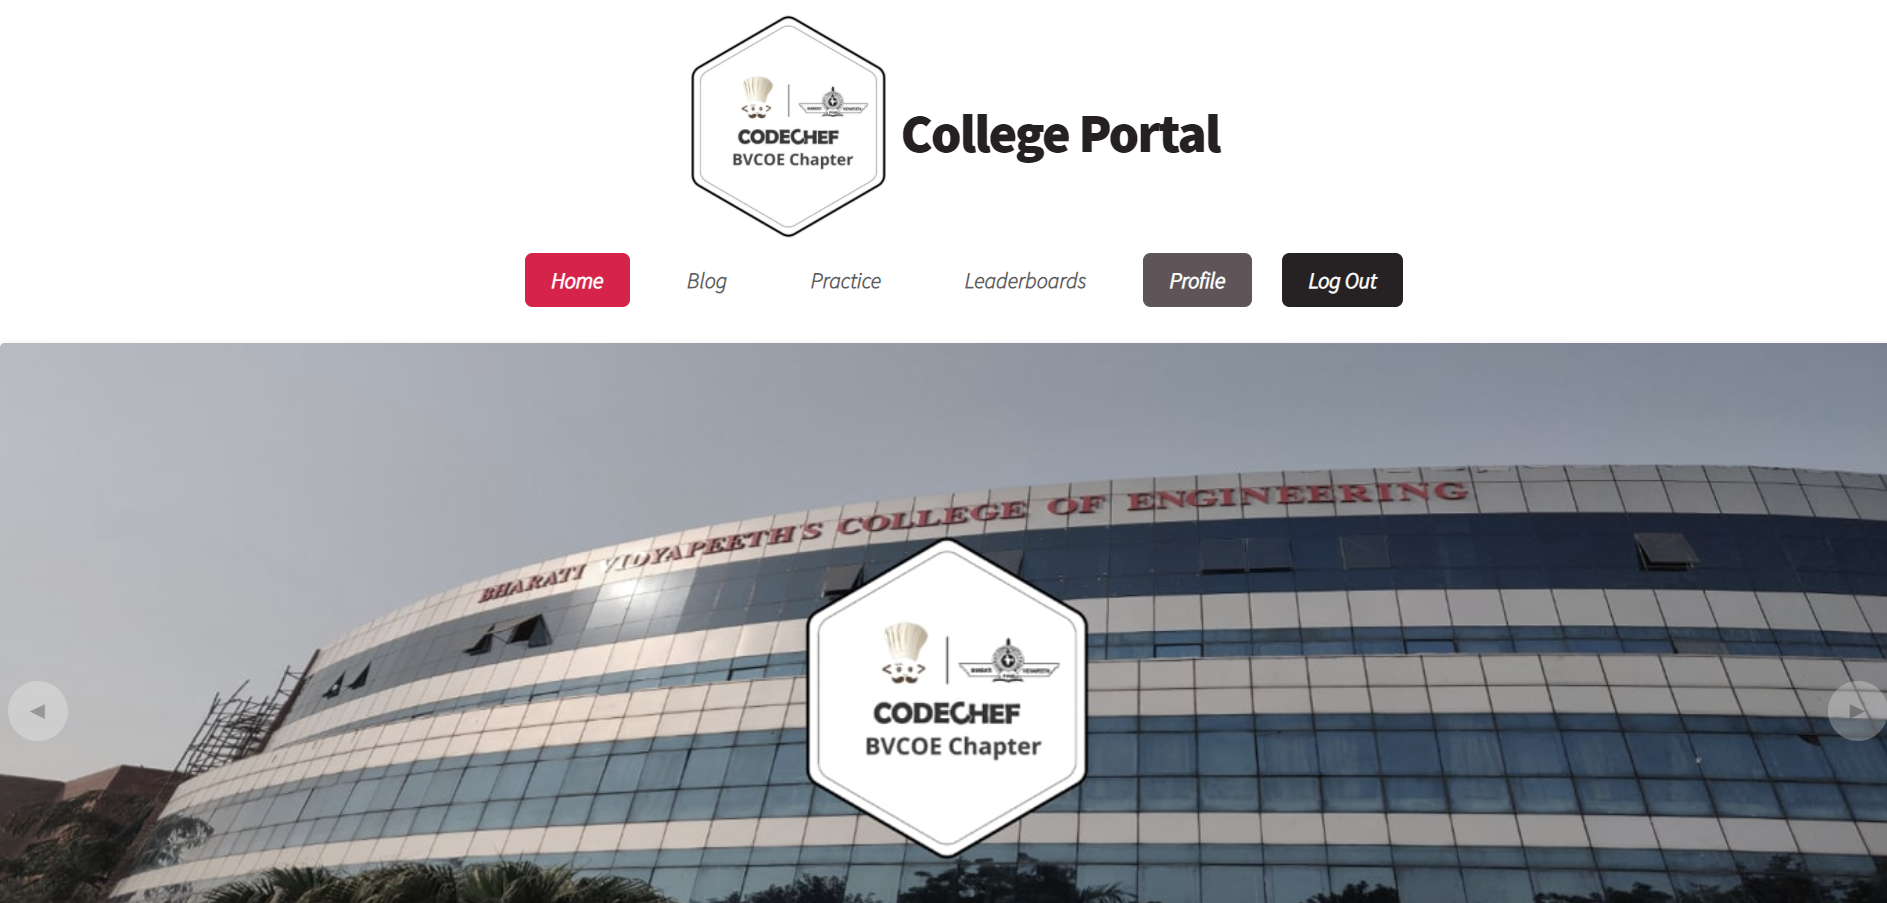 CODECHEF
BVCOE Chapter
College Portal
Home
Blog
Practice
Leaderboards
Profile
Log Out
BHARATI VIDYAPEETH'S COLLEGE OF ENGINEERING
CODECHEF
BVCOE Chapter